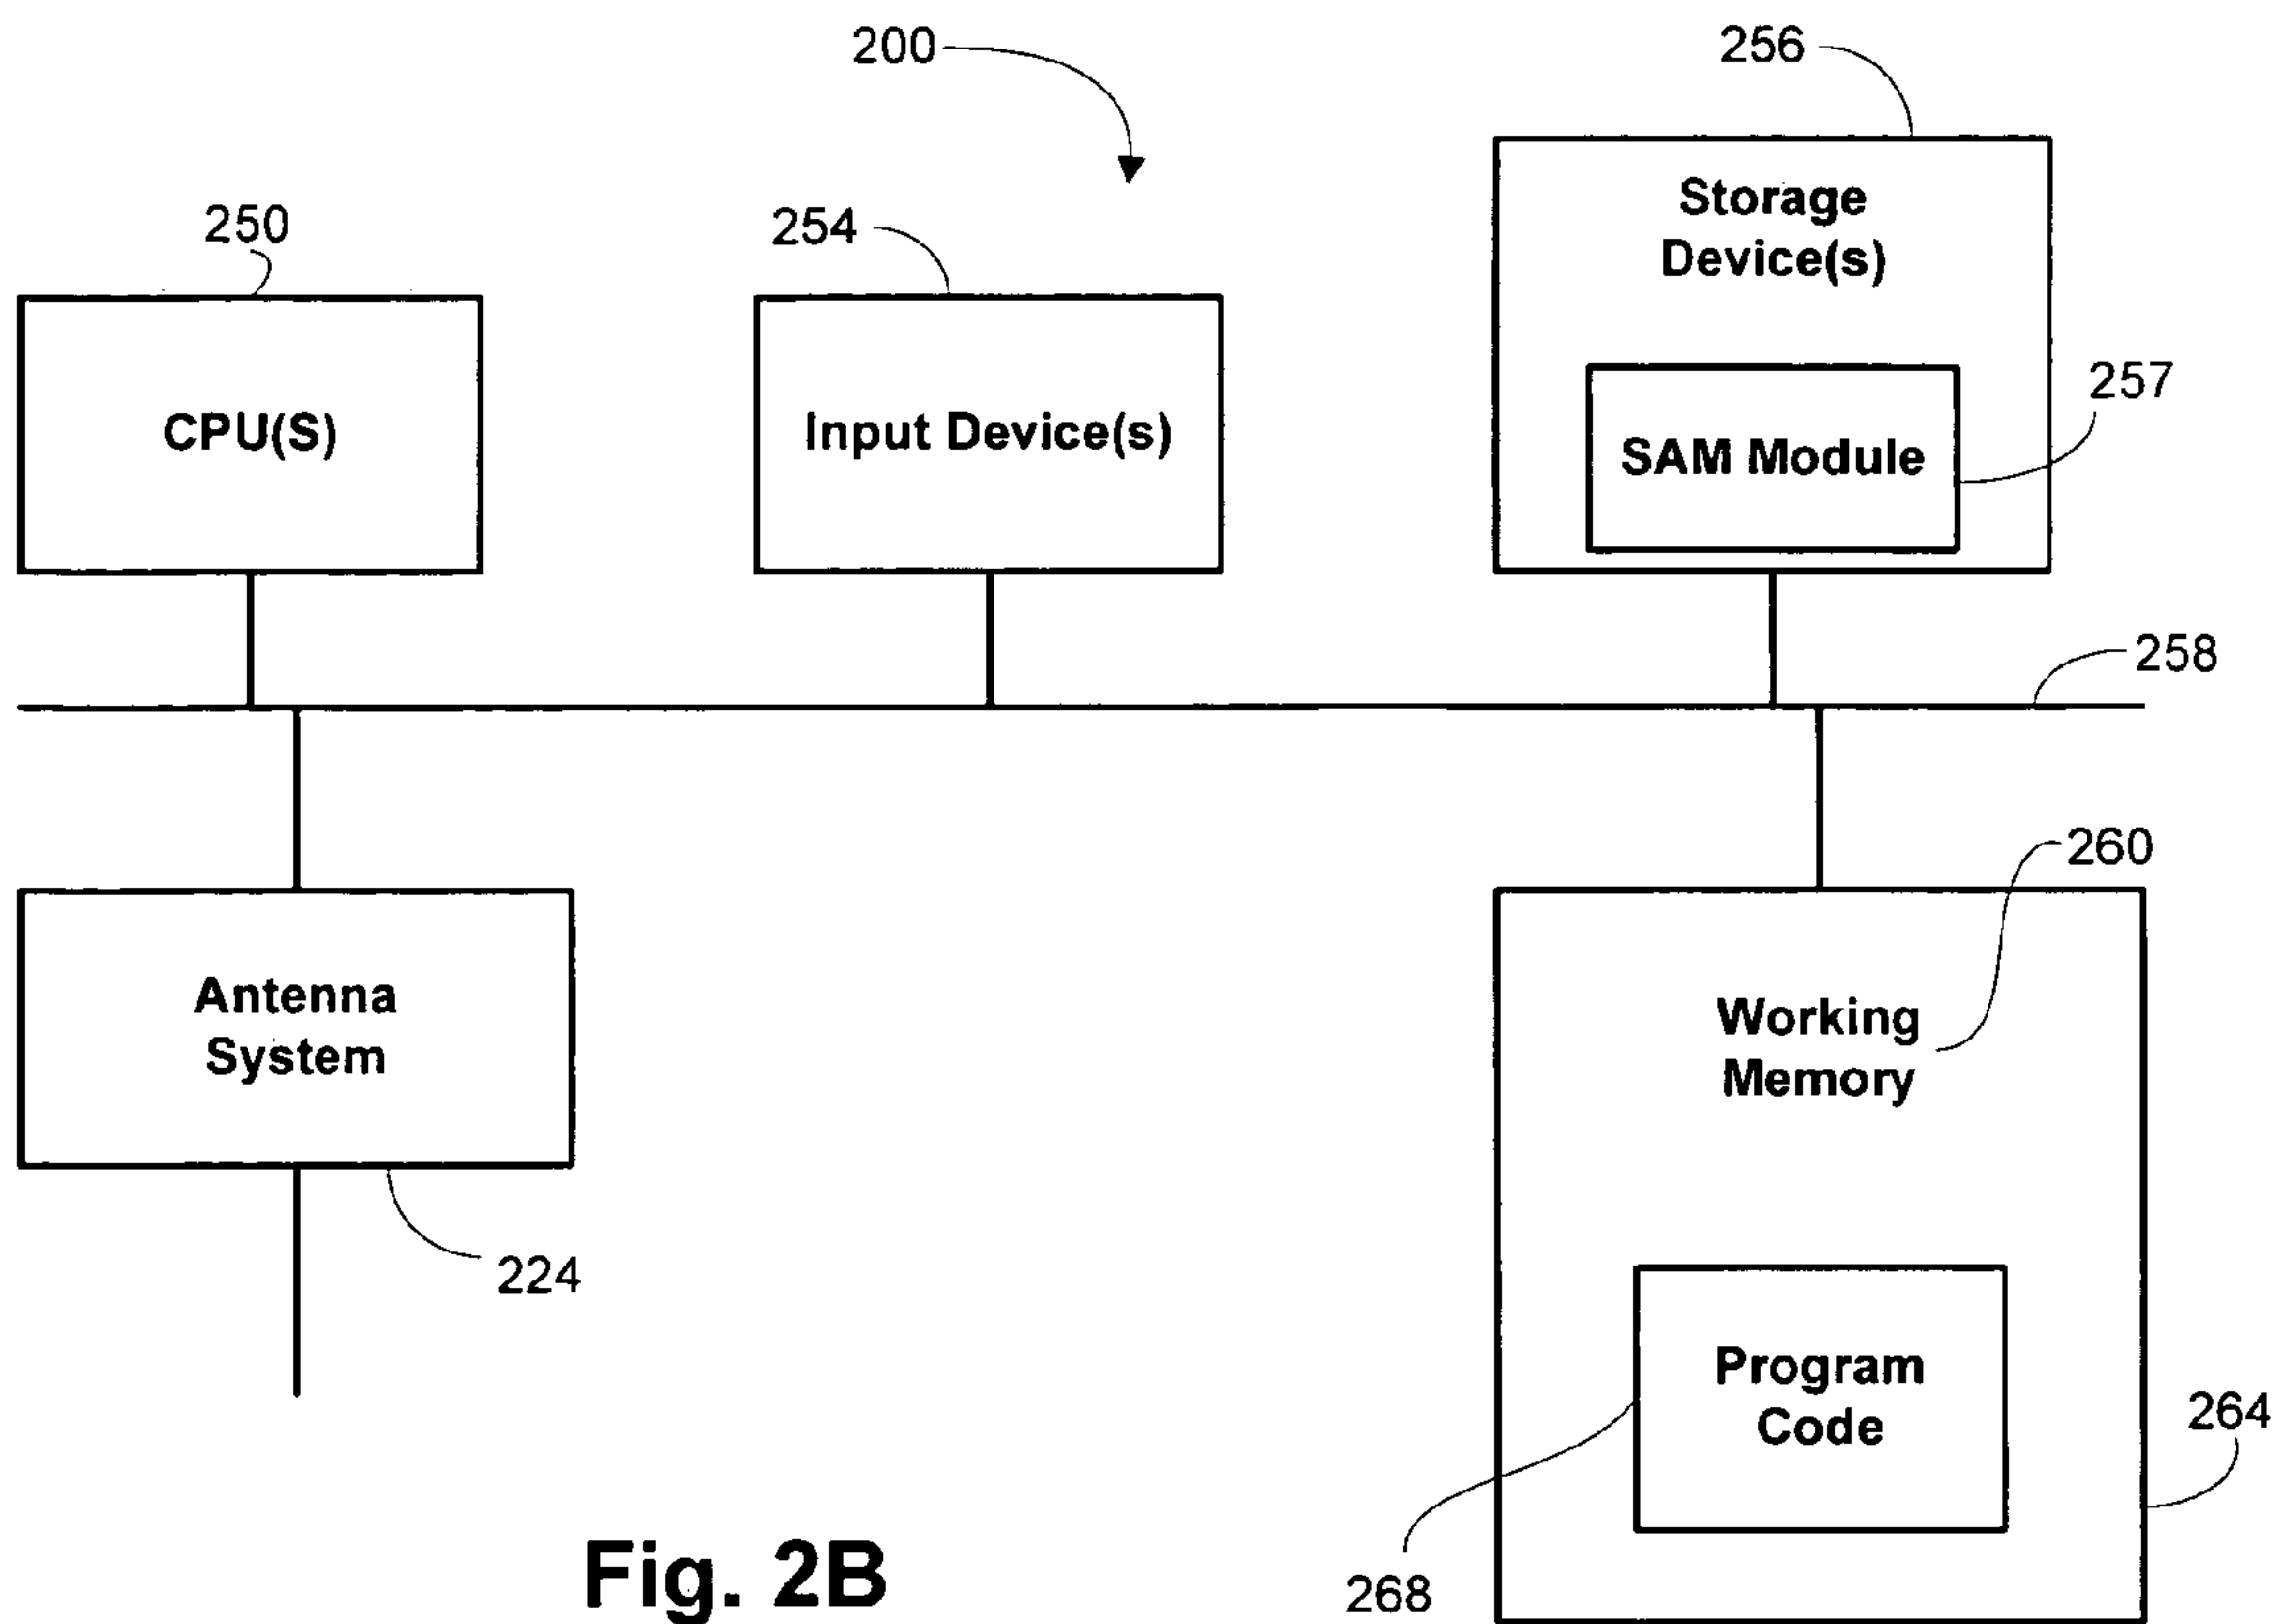 200
256
250
254
Storage
Device(s)
257
CPU(S)
Input Device(s)
SAM Module
258
260
Antenna
System
Working
Memory
224
Program
Code
264
268
Fig. 2B